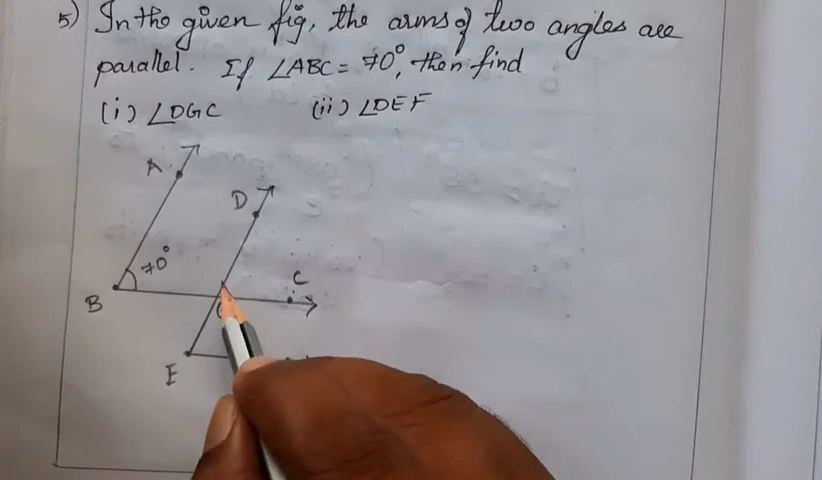 5) In the given fig, the arms of two angles are
parallel. If ∠ABC = 70°, then find
(i) ∠DGC (ii) ∠DEF
A
D
70°
C
B
E